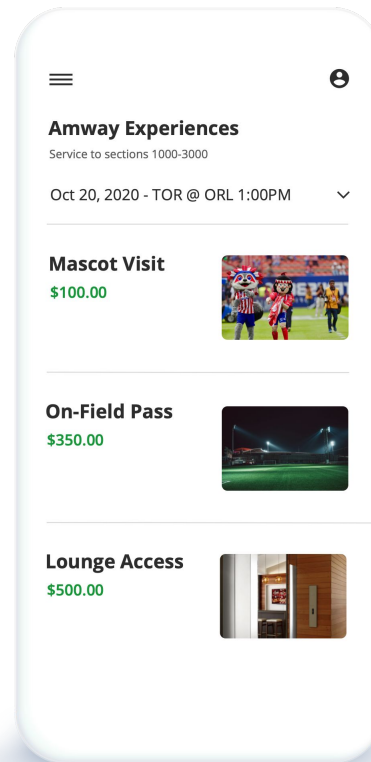 Amway Experiences
Service to sections 1000-3000
Oct 20, 2020 - TOR @ ORL 1:00PM
Mascot Visit
$100.00
On-Field Pass
$350.00
Lounge Access
$500.00